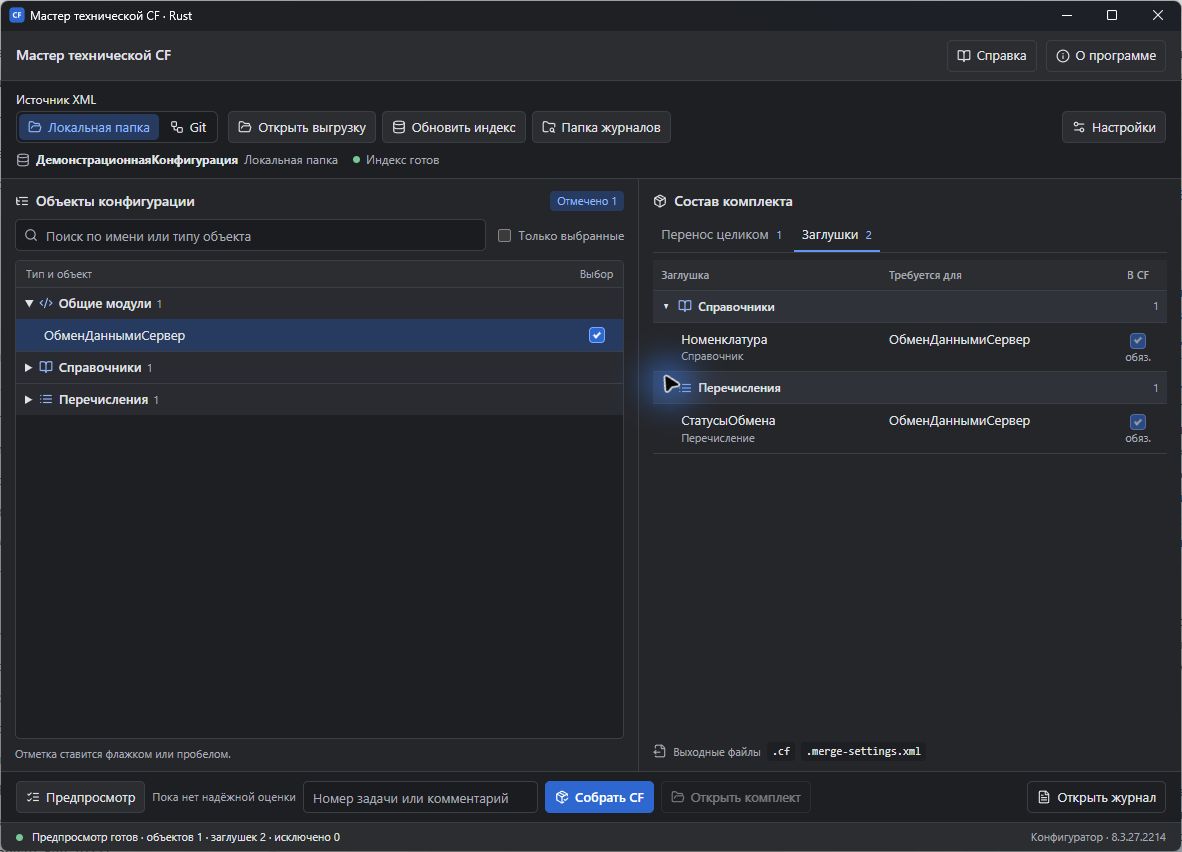 CF Мастер технической CF · Rust
Мастер технической CF
Справка
О программе
Источник XML
Локальная папка
Git
Открыть выгрузку
Обновить индекс
Папка журналов
Настройки
ДемонстрационнаяКонфигурация Локальная папка Индекс готов
Объекты конфигурации
Отмечено 1
Поиск по имени или типу объекта
Только выбранные
Тип и объект Выбор
Общие модули 1
ОбменДаннымиСервер
Справочники 1
Перечисления 1
Отметка ставится флажком или пробелом.
Состав комплекта
Перенос целиком 1 Заглушки 2
Заглушка Требуется для В CF
Справочники 1
Номенклатура ОбменДаннымиСервер
Справочник обяз.
Перечисления 1
СтатусыОбмена ОбменДаннымиСервер
Перечисление обяз.
Выходные файлы .cf .merge-settings.xml
Предпросмотр
Пока нет надёжной оценки
Номер задачи или комментарий
Собрать CF
Открыть комплект
Открыть журнал
Предпросмотр готов · объектов 1 · заглушек 2 · исключено 0
Конфигуратор · 8.3.27.2214